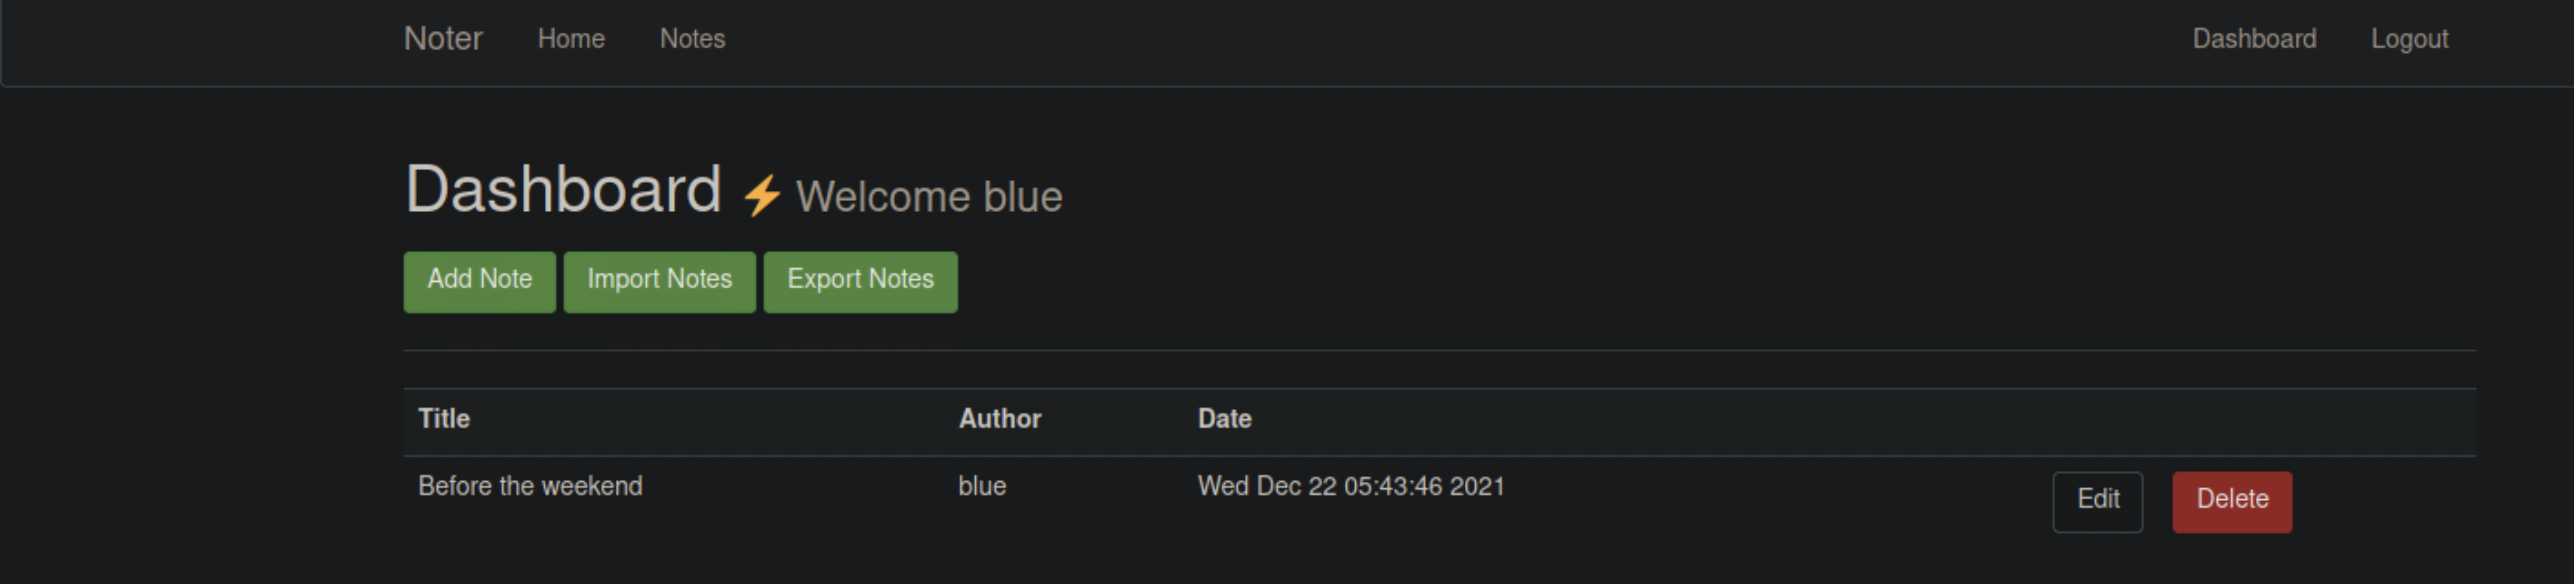 Noter Home Notes Dashboard Logout
Dashboard ⚡ Welcome blue
Add Note Import Notes Export Notes
Title Author Date
Before the weekend blue Wed Dec 22 05:43:46 2021 Edit Delete